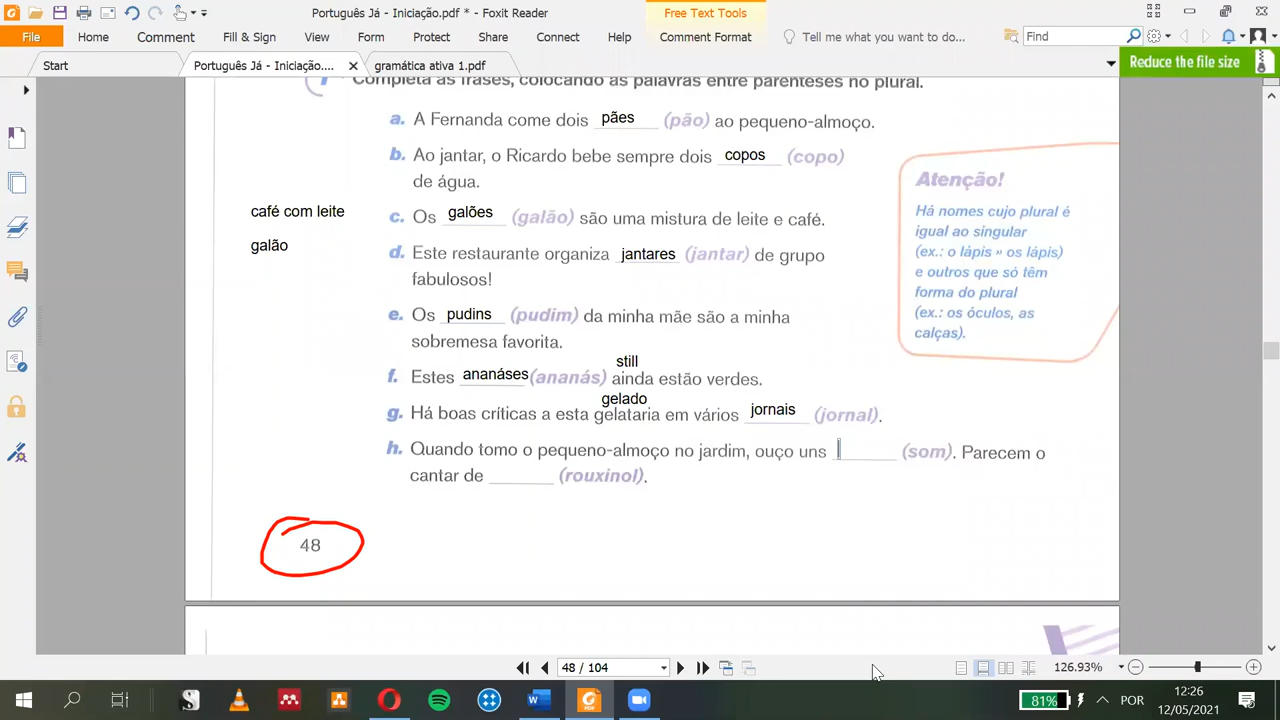 Português Já - Iniciação.pdf * - Foxit Reader
Free Text Tools
File Home Comment Fill & Sign View Form Protect Share Connect Help Comment Format Tell me what you want to do... Find
Start Português Já - Iniciação.... gramática ativa 1.pdf Reduce the file size
Completa as frases, colocando as palavras entre parênteses no plural.
a. A Fernanda come dois pães (pão) ao pequeno-almoço.
b. Ao jantar, o Ricardo bebe sempre dois copos (copo)
de água.
café com leite
c. Os galões (galão) são uma mistura de leite e café.
galão
d. Este restaurante organiza jantares (jantar) de grupo
fabulosos!
e. Os pudins (pudim) da minha mãe são a minha
sobremesa favorita.
still
f. Estes ananáses (ananás) ainda estão verdes.
gelado
g. Há boas críticas a esta gelataria em vários jornais (jornal).
h. Quando tomo o pequeno-almoço no jardim, ouço uns ______ (som). Parecem o
cantar de ______ (rouxinol).
Atenção!
Há nomes cujo plural é
igual ao singular
(ex.: o lápis » os lápis)
e outros que só têm
forma do plural
(ex.: os óculos, as
calças).
48
48 / 104
126.93%
81% POR 12:26
12/05/2021